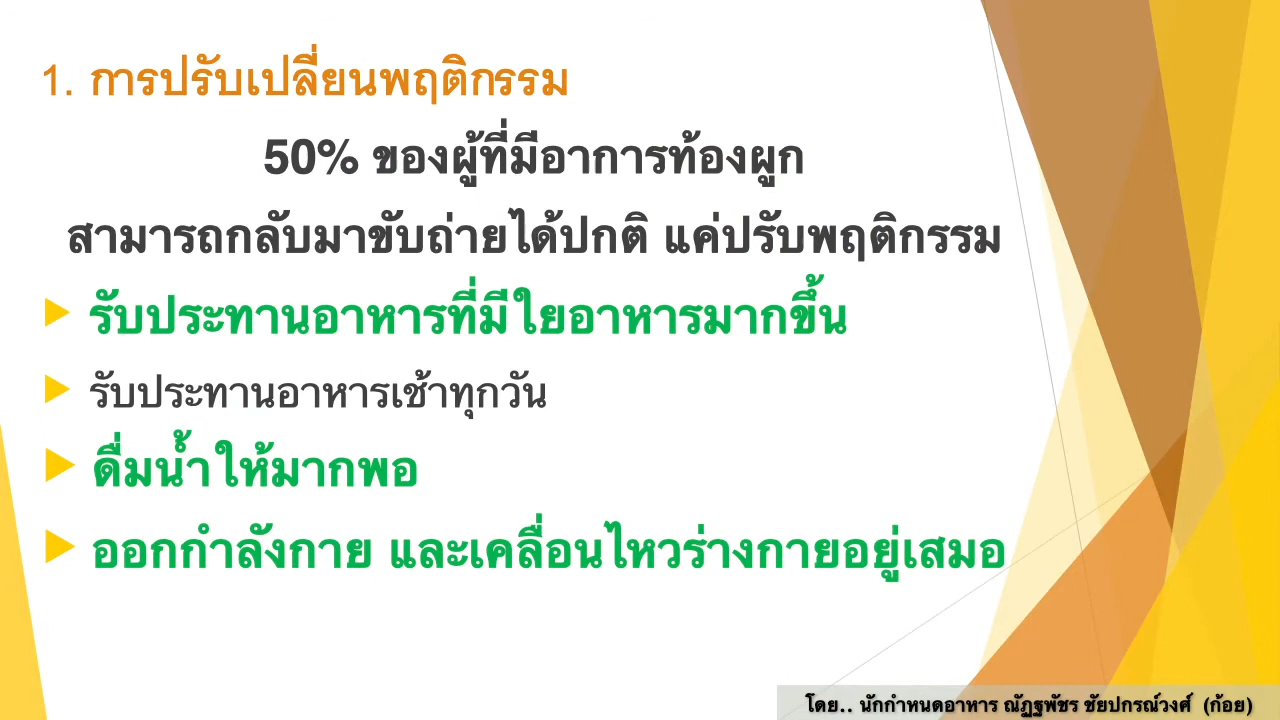 1. การปรับเปลี่ยนพฤติกรรม
50% ของผู้ที่มีอาการท้องผูก
สามารถกลับมาขับถ่ายได้ปกติ แค่ปรับพฤติกรรม
รับประทานอาหารที่มีใยอาหารมากขึ้น
รับประทานอาหารเช้าทุกวัน
ดื่มน้ำให้มากพอ
ออกกำลังกาย และเคลื่อนไหวร่างกายอยู่เสมอ
โดย.. นักกำหนดอาหาร ณัฏฐพัชร ชัยปกรณ์วงศ์ (ก้อย)